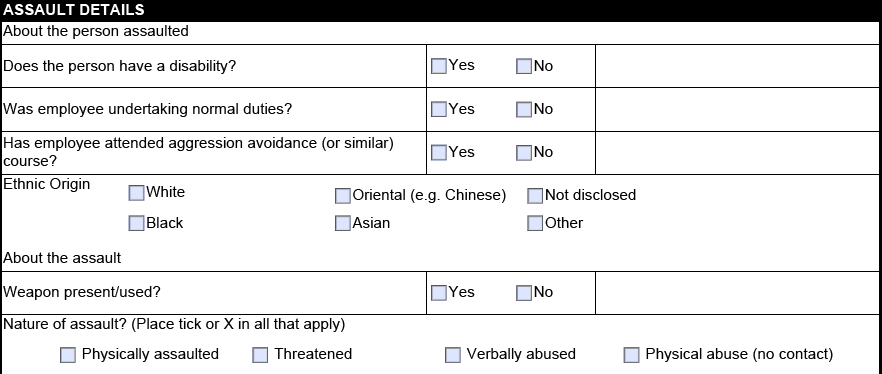 ASSAULT DETAILS
About the person assaulted
Does the person have a disability? Yes No
Was employee undertaking normal duties? Yes No
Has employee attended aggression avoidance (or similar)
course? Yes No
Ethnic Origin White Oriental (e.g. Chinese) Not disclosed
Black Asian Other
About the assault
Weapon present/used? Yes No
Nature of assault? (Place tick or X in all that apply)
Physically assaulted Threatened Verbally abused Physical abuse (no contact)